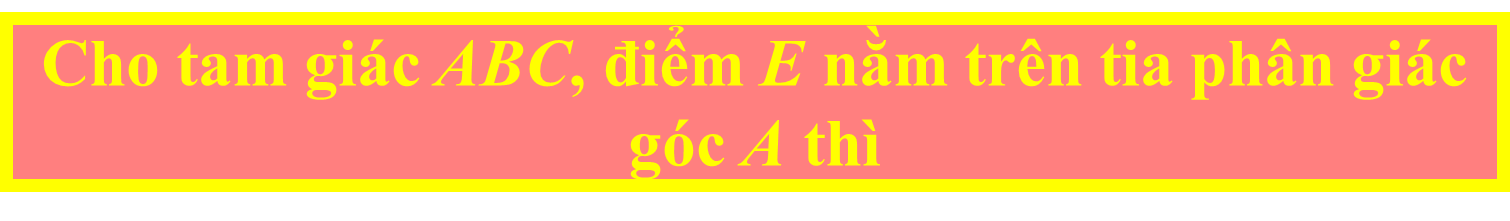 Cho tam giác ABC, điểm E nằm trên tia phân giác
góc A thì